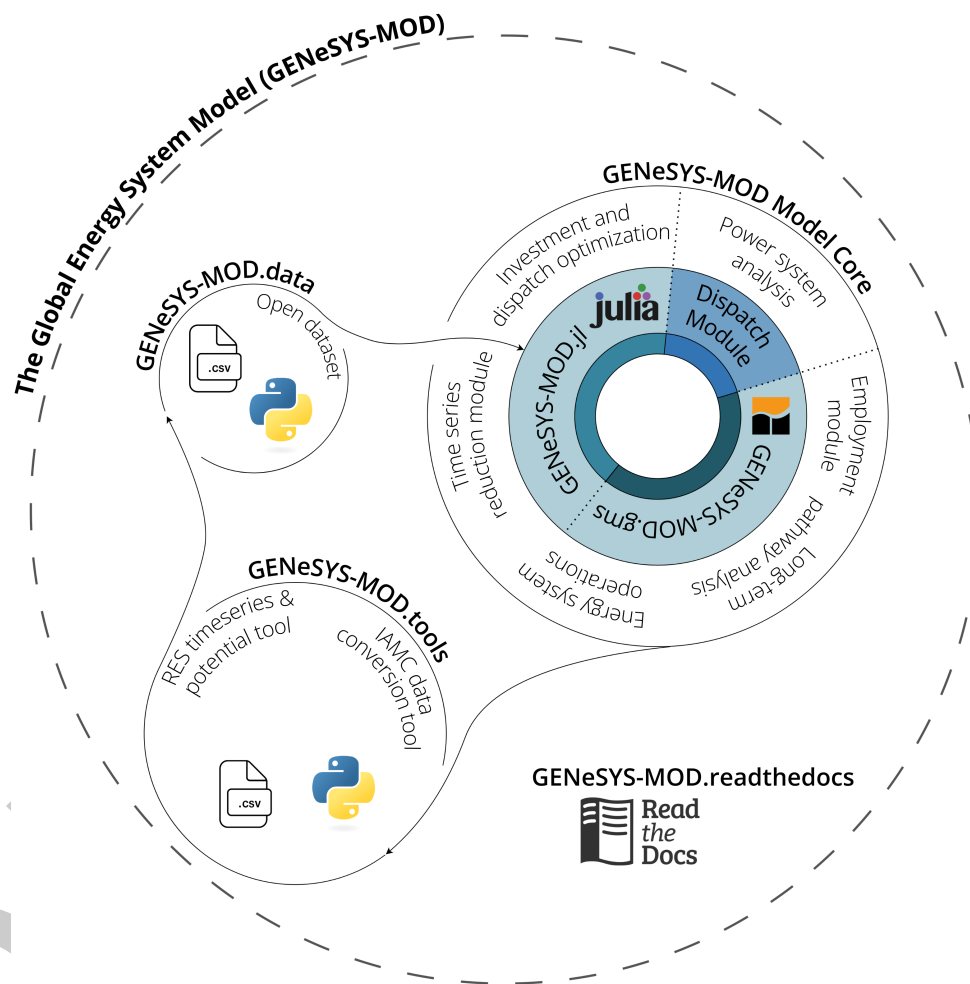 The Global Energy System Model (GENeSYS-MOD)
GENeSYS-MOD Model Core
Investment and
dispatch optimization
Power system
analysis
julia
Dispatch
Module
GENeSYS-MOD.jl
GENeSYS-MOD.gms
Time series
reduction module
Employment
module
Long-term
pathway analysis
Energy system
operations
GENeSYS-MOD.data
Open dataset
.csv
GENeSYS-MOD.tools
RES timeseries &
potential tool
IAMC data
conversion tool
.csv
GENeSYS-MOD.readthedocs
Read
the
Docs